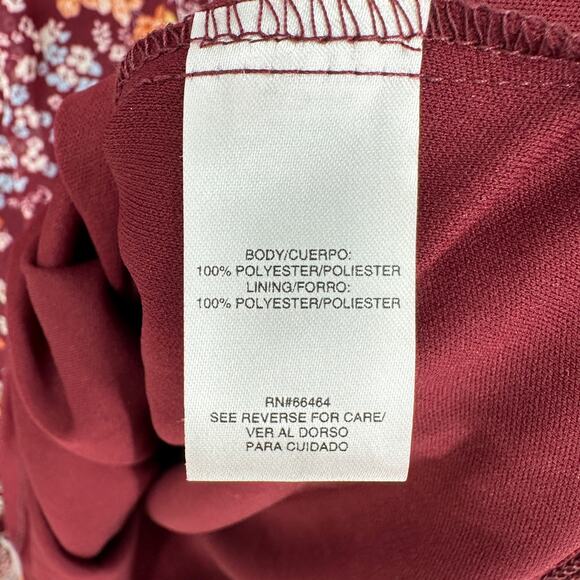 BODY/CUERPO:
100% POLYESTER/POLIESTER
LINING/FORRO:
100% POLYESTER/POLIESTER
RN#66464
SEE REVERSE FOR CARE/
VER AL DORSO
PARA CUIDADO